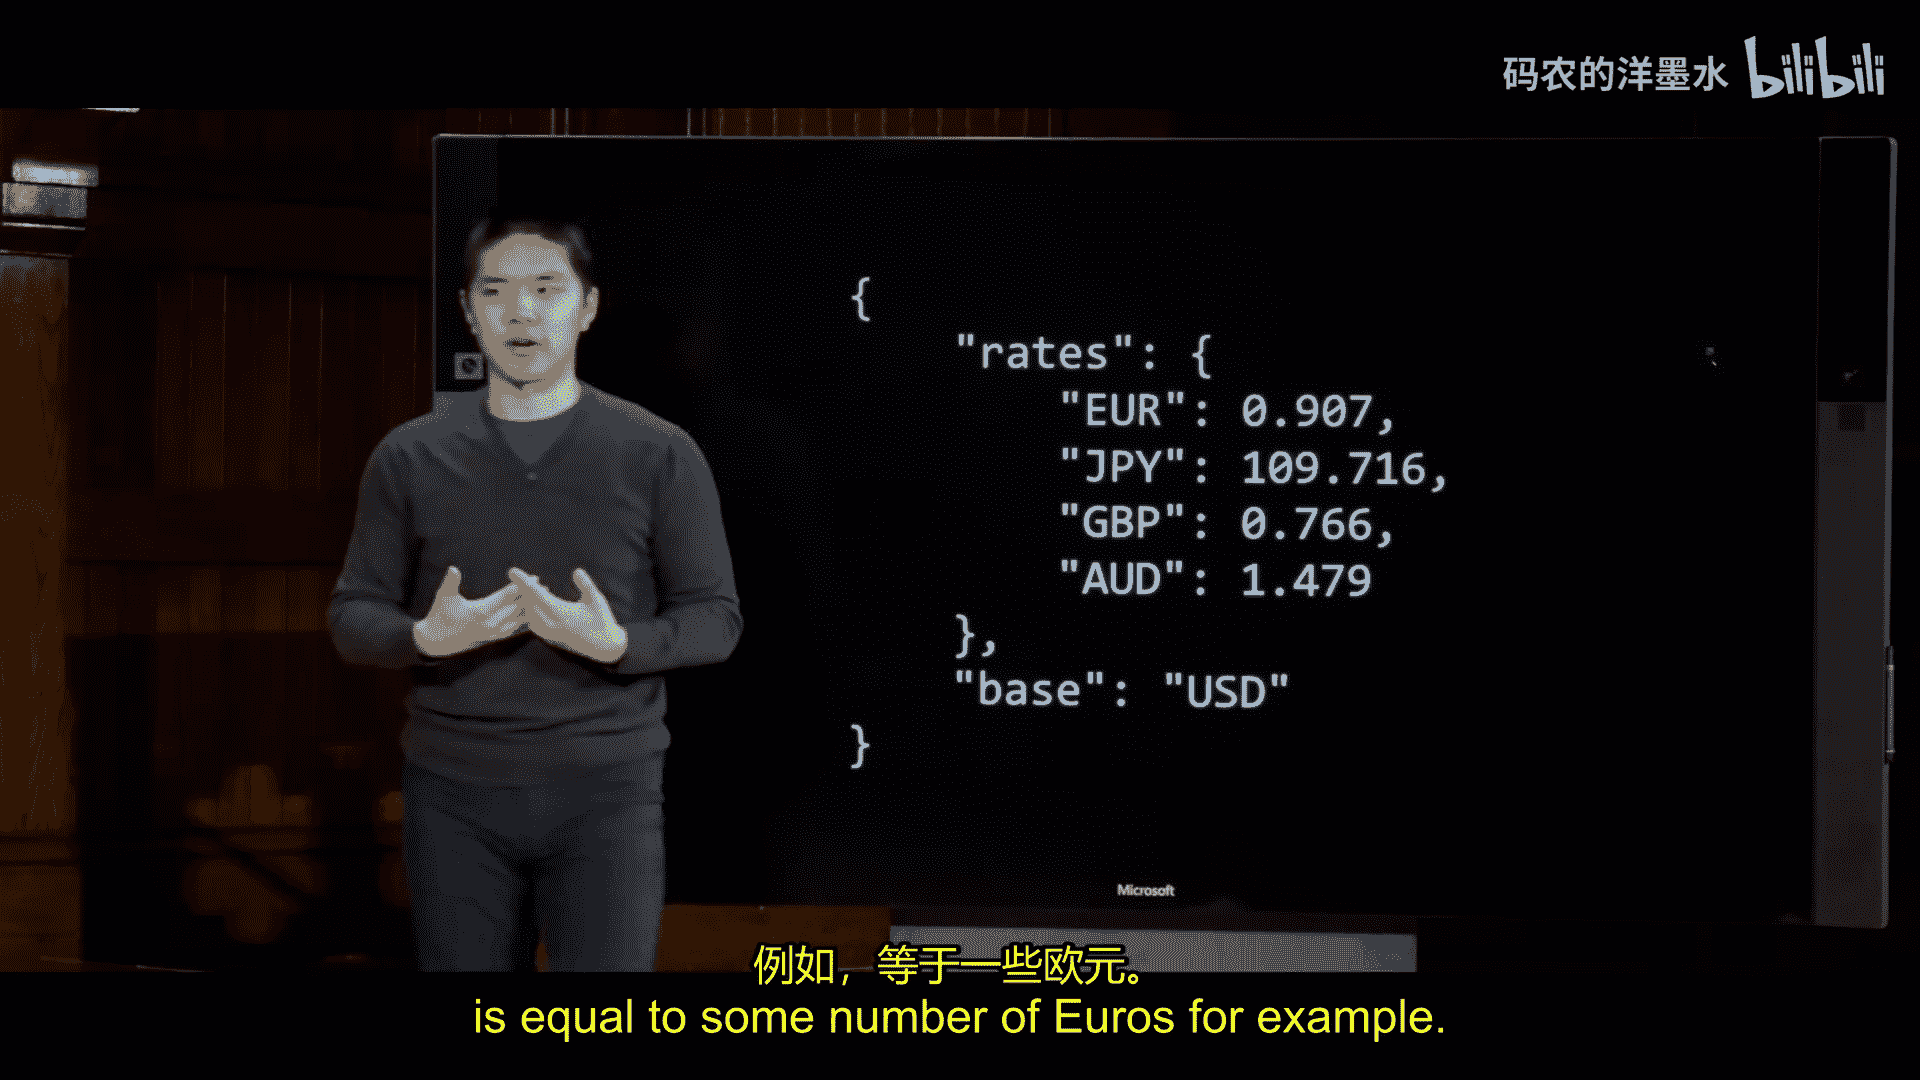 码农的洋墨水 bilibili
{
"rates": {
"EUR": 0.907,
"JPY": 109.716,
"GBP": 0.766,
"AUD": 1.479
},
"base": "USD"
}
Microsoft
例如，等于一些欧元。
is equal to some number of Euros for example.